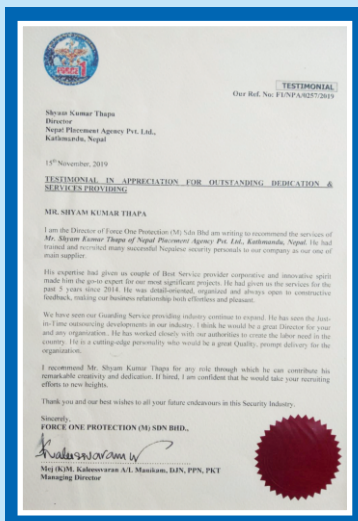 TESTIMONIAL
Our Ref. No: F1/NPA/0257/2019
Shyam Kumar Thapa
Director
Nepal Placement Agency Pvt. Ltd.,
Kathmandu, Nepal
15th November, 2019
TESTIMONIAL IN APPRECIATION FOR OUTSTANDING DEDICATION &
SERVICES PROVIDING
MR. SHYAM KUMAR THAPA
I am the Director of Force One Protection (M) Sdn Bhd are writing to recommend the services of
Mr. Shyam Kumar Thapa of Nepal Placement Agency Pvt. Ltd., Kathmandu, Nepal. He had
trained and recruited many successful Nepalese security personals to our company as our one of
main supplier.
His expertise had given us couple of Best Service provider corporative and innovative spirit
made him the go-to expert for our most significant projects. He had given us the services for the
past 5 years since 2014. He was detail-oriented, organized and always open to constructive
feedback, making our business relationship both effortless and pleasant.
We have seen our Guarding Service providing industry continue to expand. He has seen the Just-
in-Time outsourcing developments in our industry. I think he would be a great Director for your
and any organization.. He has worked closely with our authorities to create the labor need in the
country. He is a cutting-edge personality who would be a great Quality, prompt delivery for the
organization.
I recommend Mr. Shyam Kumar Thapa for any role through which he can contribute his
remarkable creativity and dedication. If hired, I am confident that he would take your recruiting
efforts to new heights.
Thank you and our best wishes to all your future endeavours in this Security Industry.
Sincerely,
FORCE ONE PROTECTION (M) SDN BHD.,
Mej (K)M. Kaleesvaran A/L Manikam, DJN, PPN, PKT
Managing Director